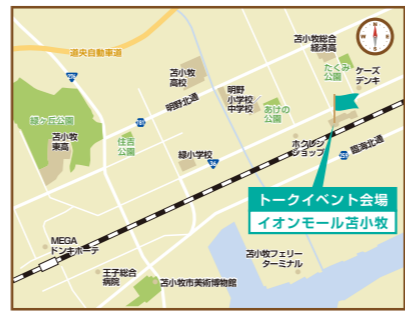 道央自動車道
苫小牧総合
経済高
たくみ
公園
ケーズ
デンキ
276
苫小牧
高校
明野
小学校
中学校
明野北通
あけの
公園
緑ヶ丘公園
苫小牧
東高
住吉
公園
緑小学校
36
ホクレン
ショップ
臨海北通
259
トークイベント会場
イオンモール苫小牧
MEGA
ドンキホーテ
王子総合
病院
苫小牧市美術博物館
苫小牧フェリー
ターミナル